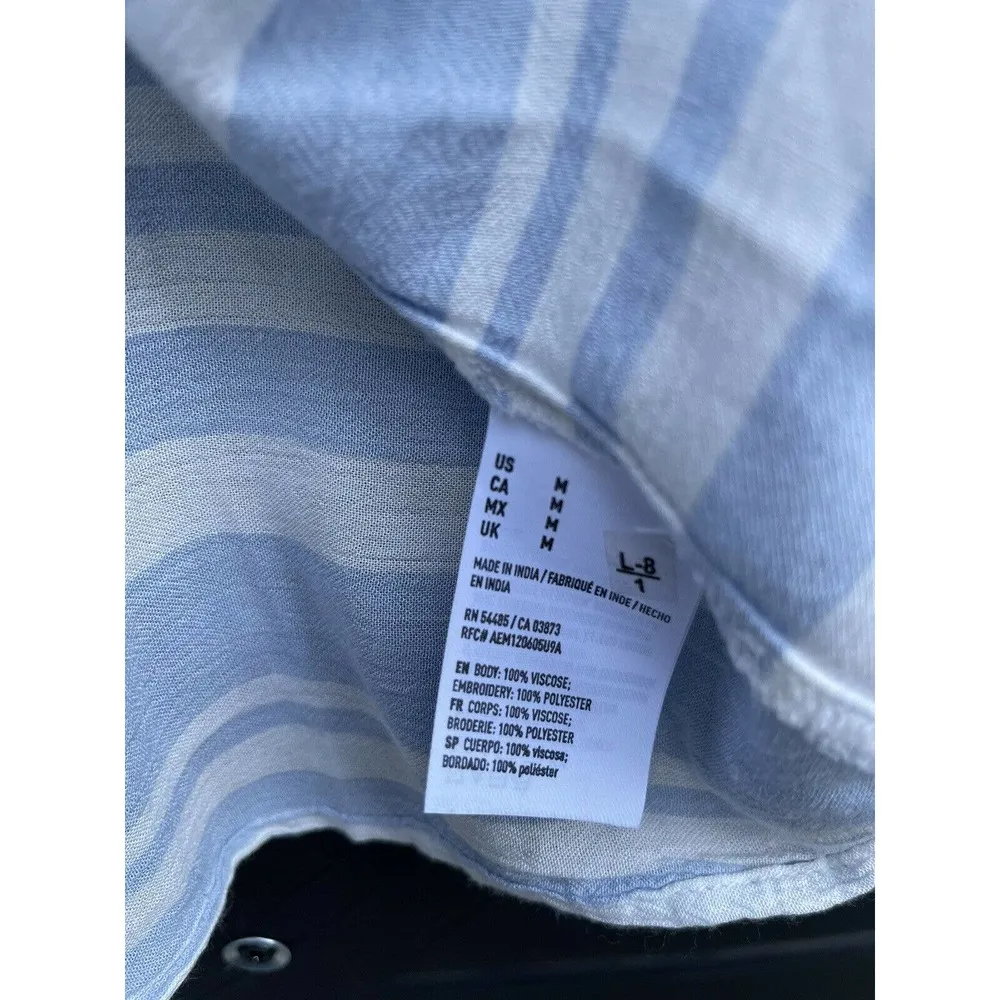 US M
CA M
MX M
UK M
L-B
1
MADE IN INDIA / FABRIQUÉ EN INDE / HECHO
EN INDIA
RN 54485 / CA 03873
RFC# AEM120605U9A
EN BODY: 100% VISCOSE;
EMBROIDERY: 100% POLYESTER
FR CORPS: 100% VISCOSE;
BRODERIE: 100% POLYESTER
SP CUERPO: 100% viscosa;
BORDADO: 100% poliéster